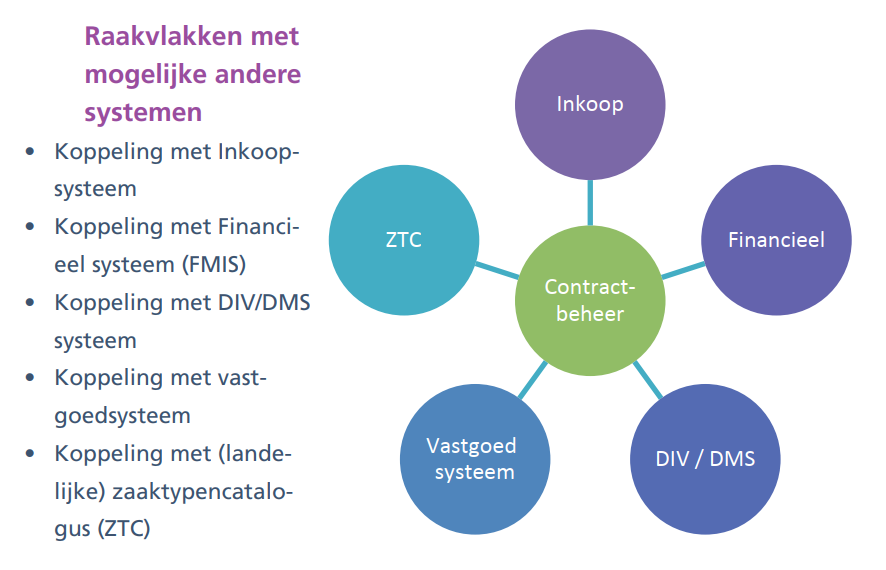 Raakvlakken met
mogelijke andere
systemen
• Koppeling met Inkoop-
systeem
• Koppeling met Financi-
eel systeem (FMIS)
• Koppeling met DIV/DMS
systeem
• Koppeling met vast-
goedsysteem
• Koppeling met (lande-
lijke) zaaktypencatalo-
gus (ZTC)
Inkoop
ZTC
Financieel
Contract-
beheer
Vastgoed
systeem
DIV / DMS